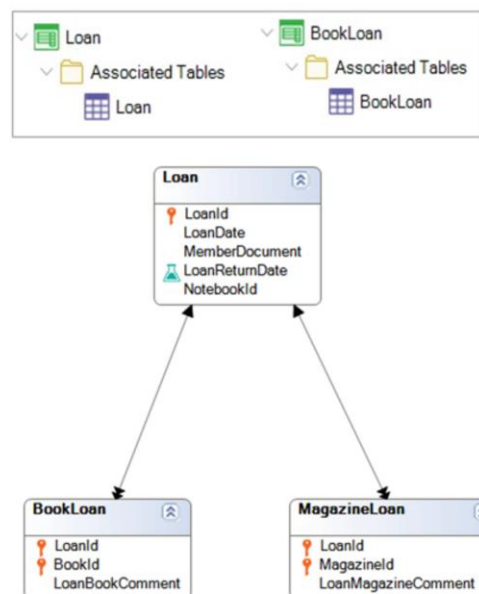 Loan
Associated Tables
Loan
BookLoan
Associated Tables
BookLoan
Loan
LoanId
LoanDate
MemberDocument
LoanReturnDate
NotebookId
BookLoan
LoanId
BookId
LoanBookComment
MagazineLoan
LoanId
MagazineId
LoanMagazineComment